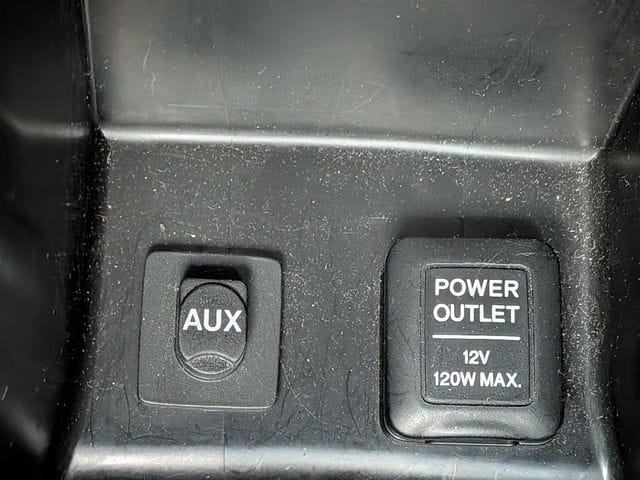 AUX
POWER
OUTLET
12V
120W MAX.